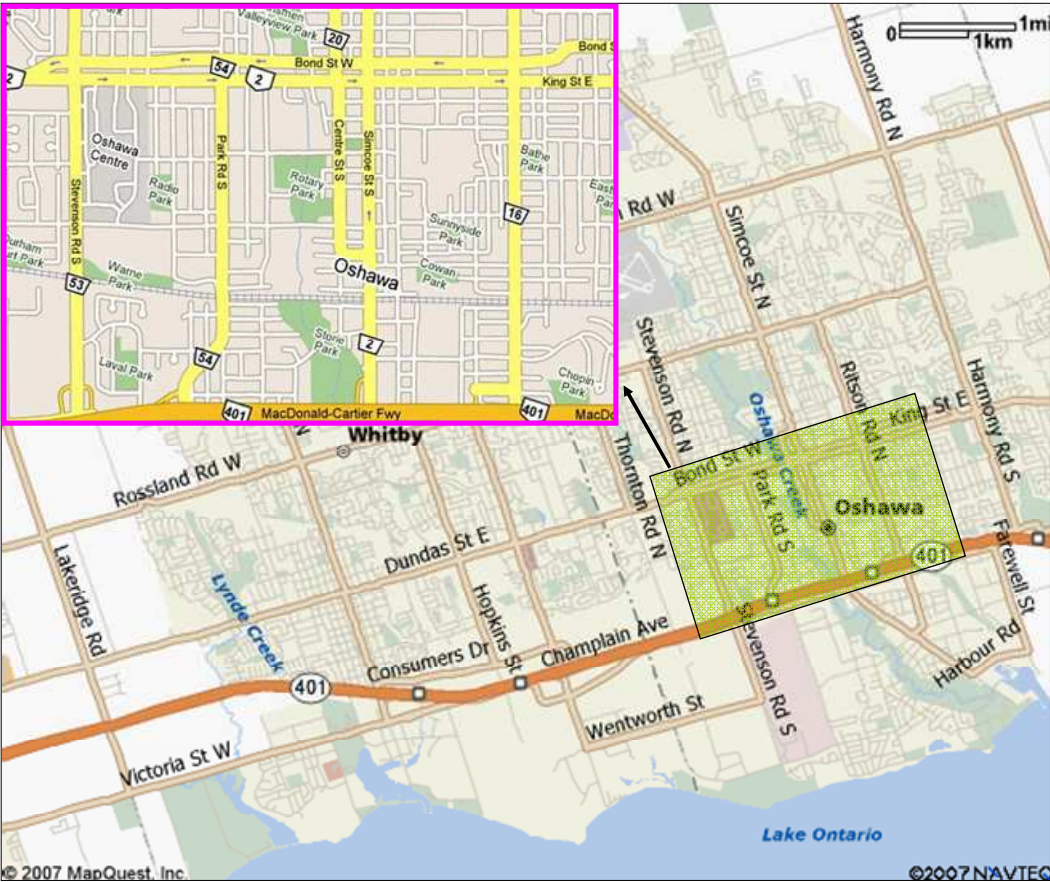 Valleyview Park
20
Bond St W
54
2
2
Bond S
King St E
Oshawa
Centre
Radio
Park
Park Rd S
Rotary
Park
Centre St S
Simcoe St S
Bathe
Park
16
Stevenson Rd S
Sunnyside
Park
Cowan
Park
Oshawa
Warne
Park
53
Storie
Park
2
54
Laval Park
Chopin
Park
401
MacDonald-Cartier Fwy
401
MacDo
Harmony Rd N
0
1mi
1km
Rd W
Simcoe St N
Stevenson Rd N
Ritson Rd N
Harmony Rd S
King St E
Oshawa Creek
Bond St W
Park Rd S
Oshawa
401
Thornton Rd N
Whitby
N
Rossland Rd W
Dundas St E
Farewell St
Lakeridge Rd
Lynde Creek
Hopkins St
Champlain Ave
Consumers Dr
401
Stevenson Rd S
Harbour Rd
Wentworth St
Victoria St W
Lake Ontario
© 2007 MapQuest, Inc.
©2007 NAVTEQ